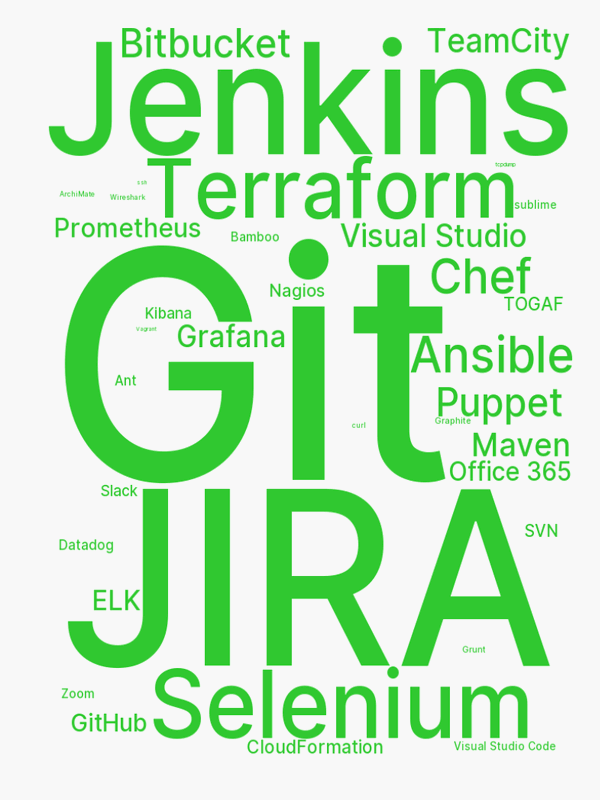 Bitbucket
TeamCity
Jenkins
tcpdump
Terraform
ssh
ArchiMate
Wireshark
sublime
Prometheus
Bamboo
Visual Studio
Git
Chef
Nagios
TOGAF
Kibana
Vagrant
Grafana
Ansible
Ant
Puppet
Graphite
curl
Maven
Office 365
Slack
JIRA
SVN
Datadog
ELK
Grunt
Selenium
Zoom
GitHub
CloudFormation
Visual Studio Code